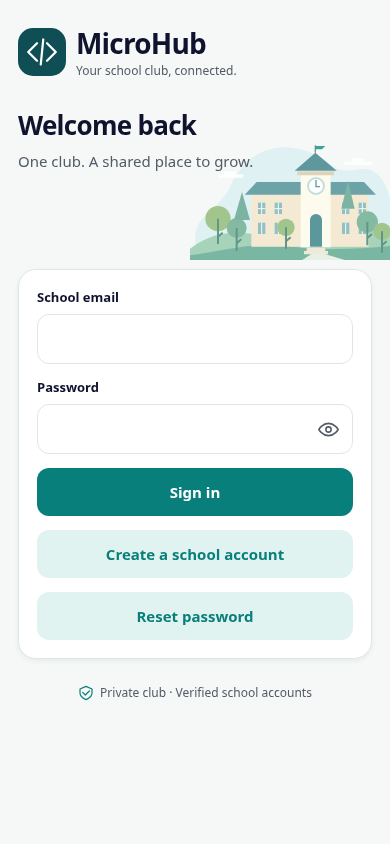 MicroHub
Your school club, connected.
Welcome back
One club. A shared place to grow.
School email
Password
Sign in
Create a school account
Reset password
Private club · Verified school accounts